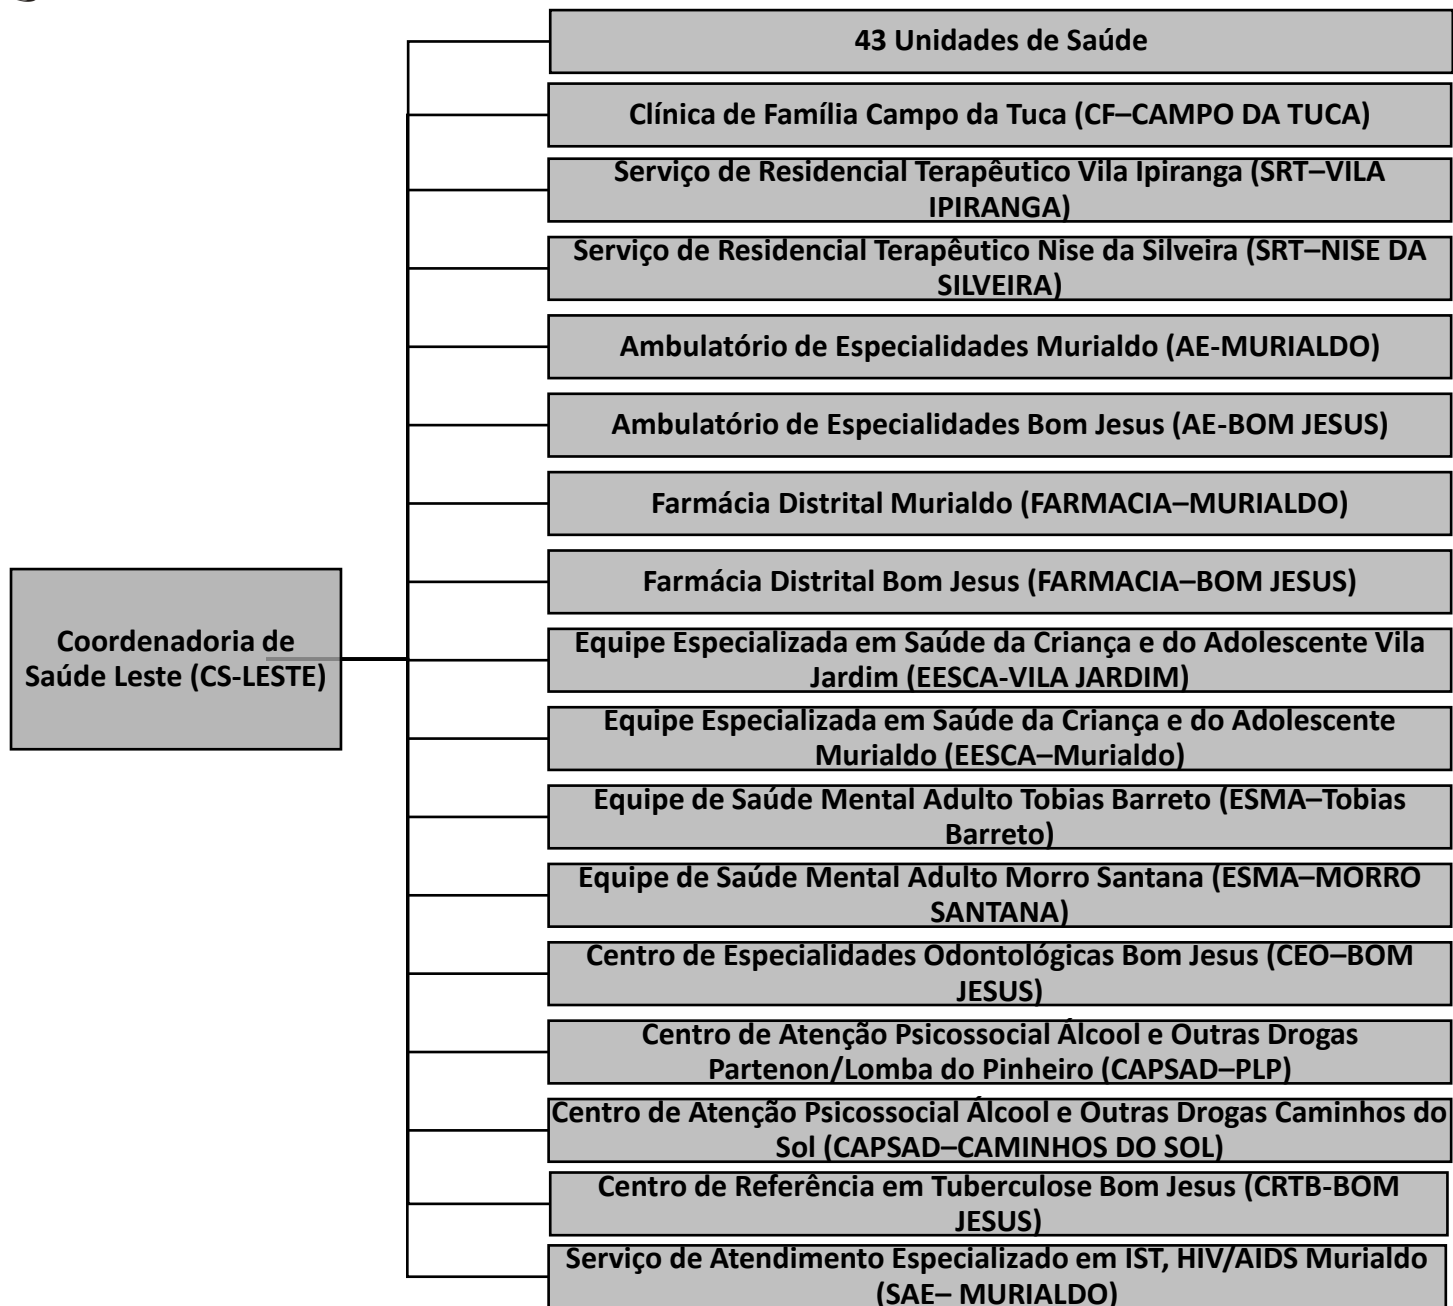 43 Unidades de Saúde
Clínica de Família Campo da Tuca (CF–CAMPO DA TUCA)
Serviço de Residencial Terapêutico Vila Ipiranga (SRT–VILA
IPIRANGA)
Serviço de Residencial Terapêutico Nise da Silveira (SRT–NISE DA
SILVEIRA)
Ambulatório de Especialidades Murialdo (AE-MURIALDO)
Ambulatório de Especialidades Bom Jesus (AE-BOM JESUS)
Farmácia Distrital Murialdo (FARMACIA–MURIALDO)
Farmácia Distrital Bom Jesus (FARMACIA–BOM JESUS)
Coordenadoria de
Saúde Leste (CS-LESTE)
Equipe Especializada em Saúde da Criança e do Adolescente Vila
Jardim (EESCA-VILA JARDIM)
Equipe Especializada em Saúde da Criança e do Adolescente
Murialdo (EESCA–Murialdo)
Equipe de Saúde Mental Adulto Tobias Barreto (ESMA–Tobias
Barreto)
Equipe de Saúde Mental Adulto Morro Santana (ESMA–MORRO
SANTANA)
Centro de Especialidades Odontológicas Bom Jesus (CEO–BOM
JESUS)
Centro de Atenção Psicossocial Álcool e Outras Drogas
Partenon/Lomba do Pinheiro (CAPSAD–PLP)
Centro de Atenção Psicossocial Álcool e Outras Drogas Caminhos do
Sol (CAPSAD–CAMINHOS DO SOL)
Centro de Referência em Tuberculose Bom Jesus (CRTB-BOM
JESUS)
Serviço de Atendimento Especializado em IST, HIV/AIDS Murialdo
(SAE– MURIALDO)